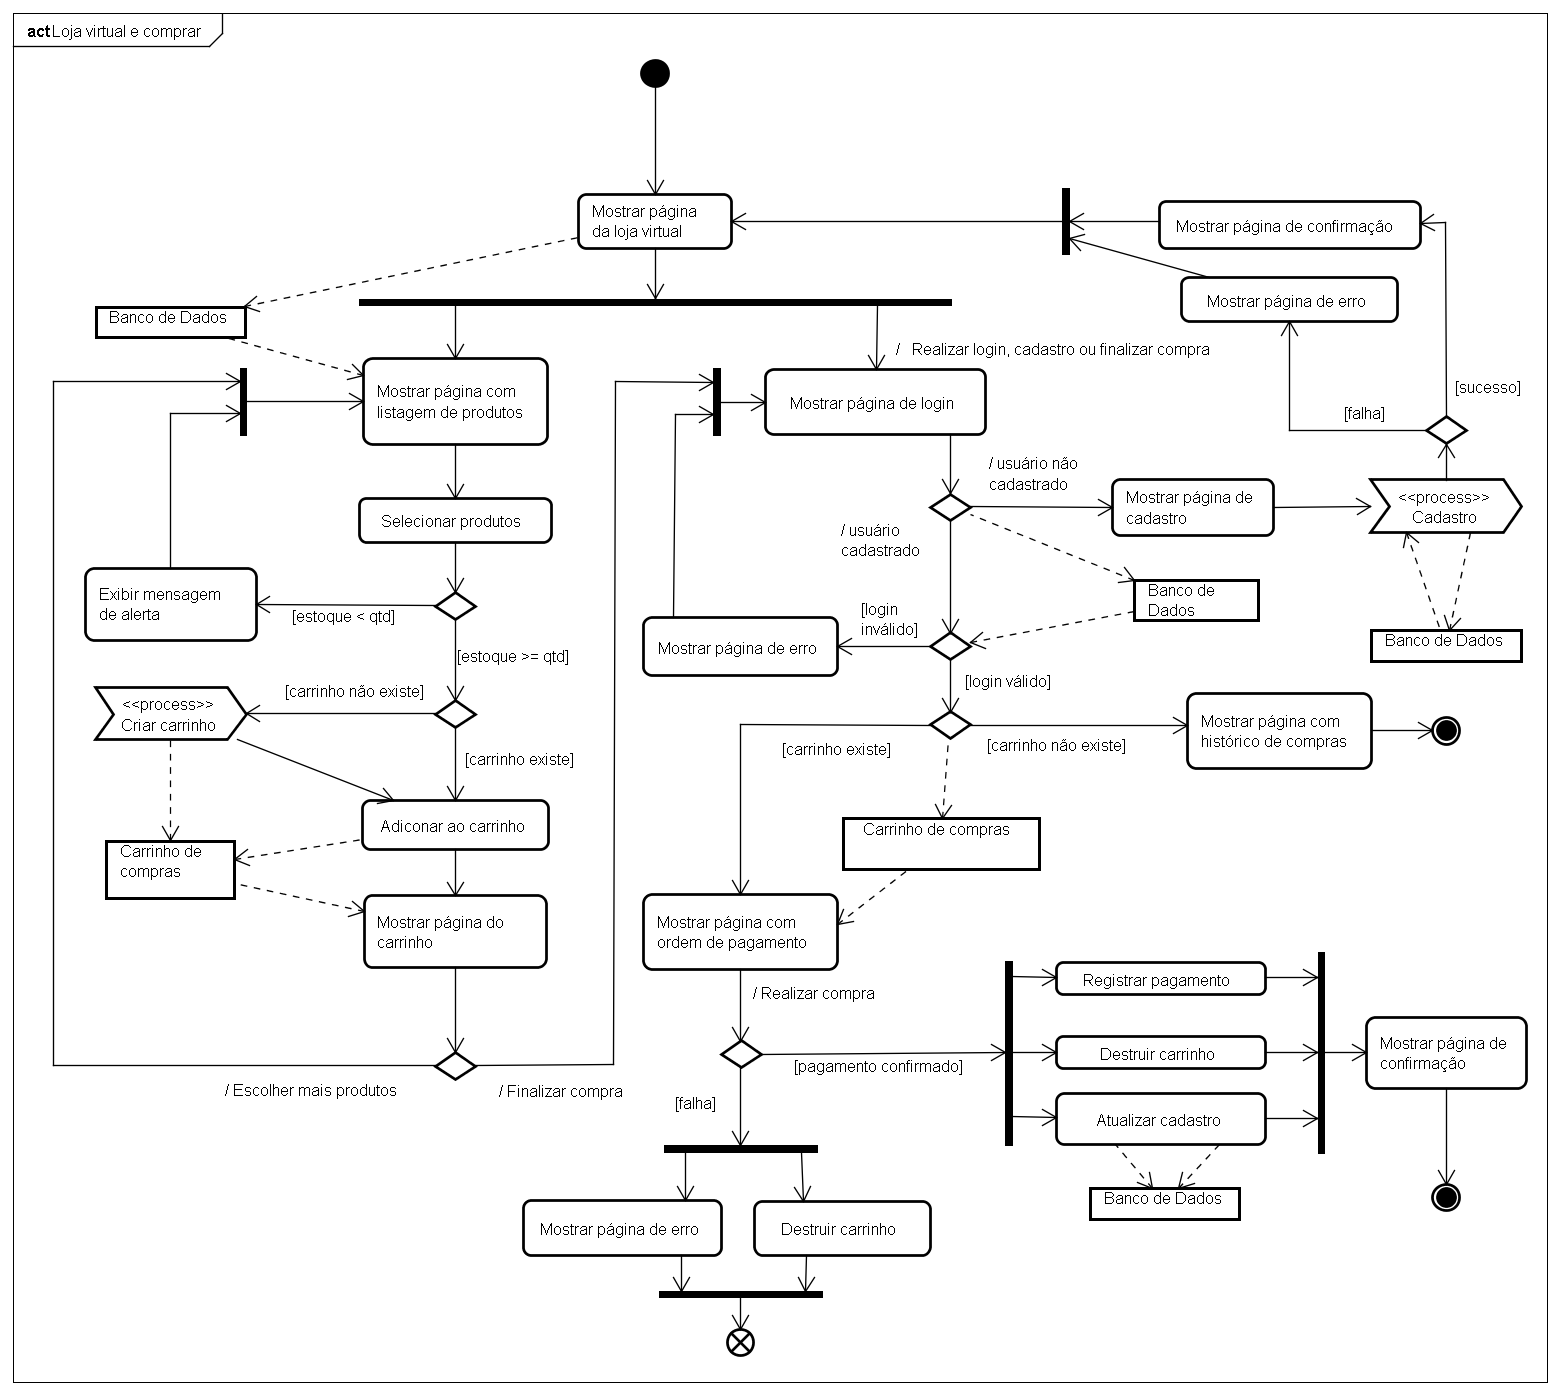 act Loja virtual e comprar
Mostrar página
da loja virtual
Mostrar página de confirmação
Mostrar página de erro
Banco de Dados
/ Realizar login, cadastro ou finalizar compra
Mostrar página com
listagem de produtos
Mostrar página de login
[sucesso]
[falha]
/ usuário não
cadastrado
Mostrar página de
cadastro
<<process>>
Cadastro
Selecionar produtos
/ usuário
cadastrado
Exibir mensagem
de alerta
[estoque < qtd]
[login
inválido]
Banco de
Dados
Banco de Dados
Mostrar página de erro
[estoque >= qtd]
[carrinho não existe]
<<process>>
Criar carrinho
[login válido]
[carrinho existe]
[carrinho existe]
[carrinho não existe]
Mostrar página com
histórico de compras
Adiconar ao carrinho
Carrinho de compras
Carrinho de
compras
Mostrar página do
carrinho
Mostrar página com
ordem de pagamento
/ Realizar compra
Registrar pagamento
Destruir carrinho
Atualizar cadastro
Mostrar página de
confirmação
[pagamento confirmado]
/ Escolher mais produtos
/ Finalizar compra
[falha]
Banco de Dados
Mostrar página de erro
Destruir carrinho